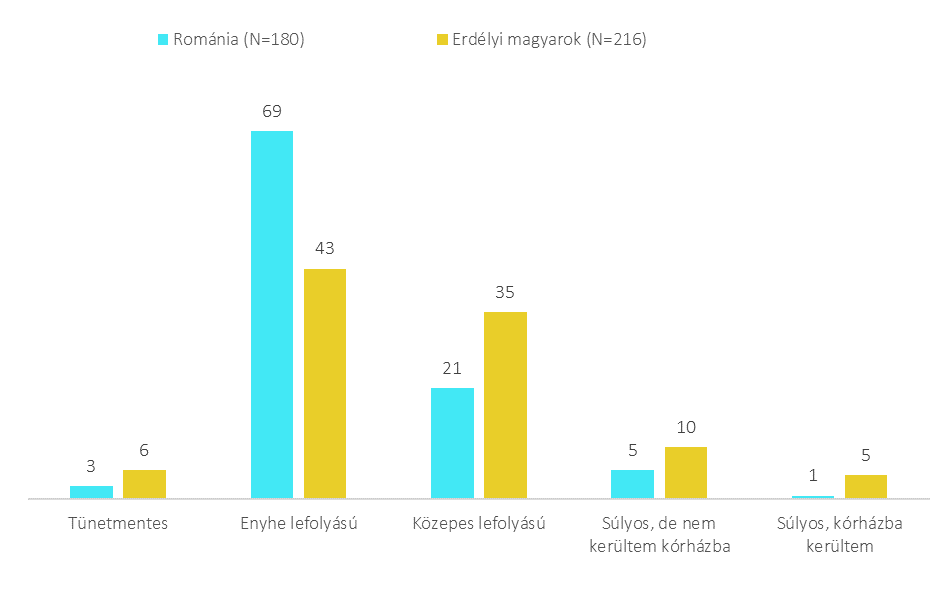 Románia (N=180)
Erdélyi magyarok (N=216)
69
43
35
21
3
6
5
10
1
5
Tünetmentes
Enyhe lefolyású
Közepes lefolyású
Súlyos, de nem
kerültem kórházba
Súlyos, kórházba
kerültem